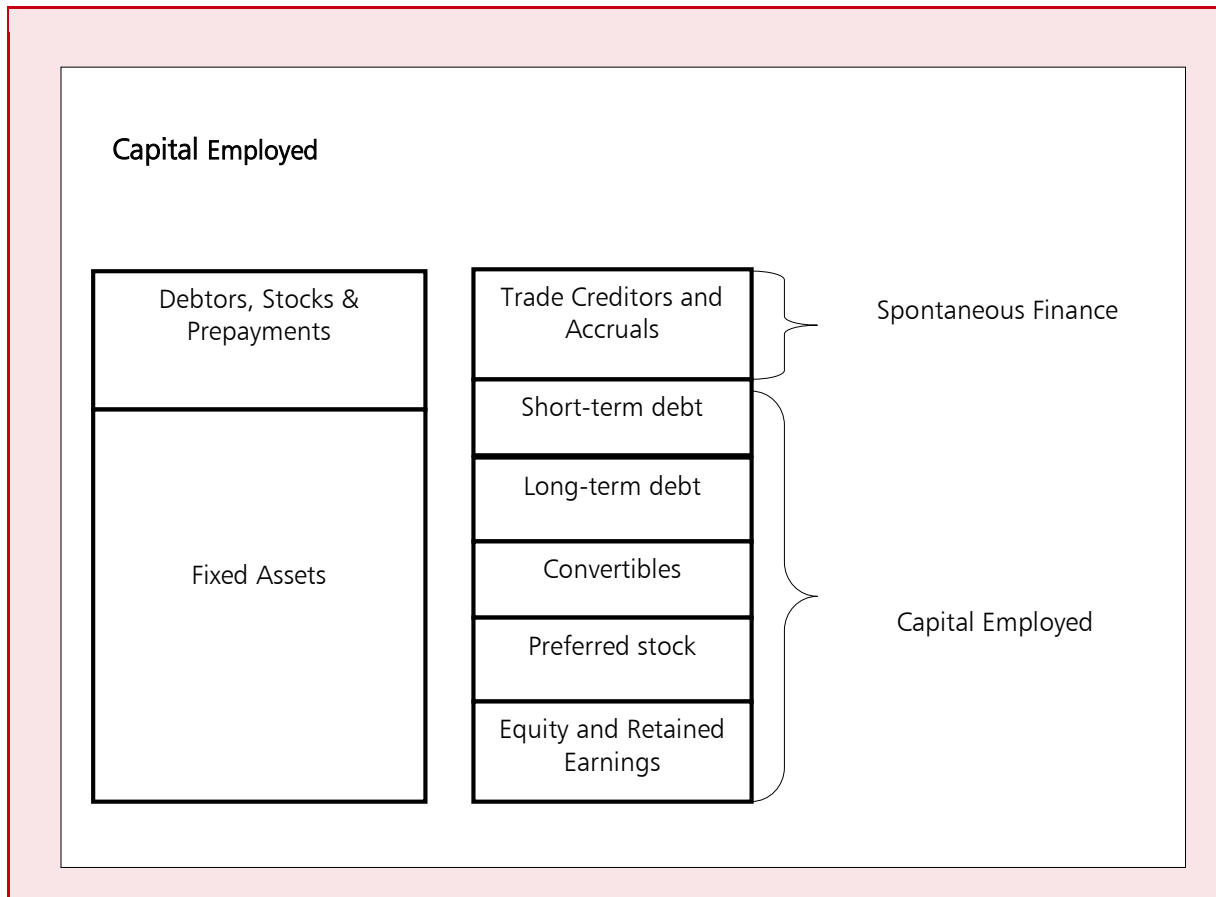 Capital Employed
Debtors, Stocks &
Prepayments
Fixed Assets
Trade Creditors and
Accruals
Short-term debt
Long-term debt
Convertibles
Preferred stock
Equity and Retained
Earnings
Spontaneous Finance
Capital Employed